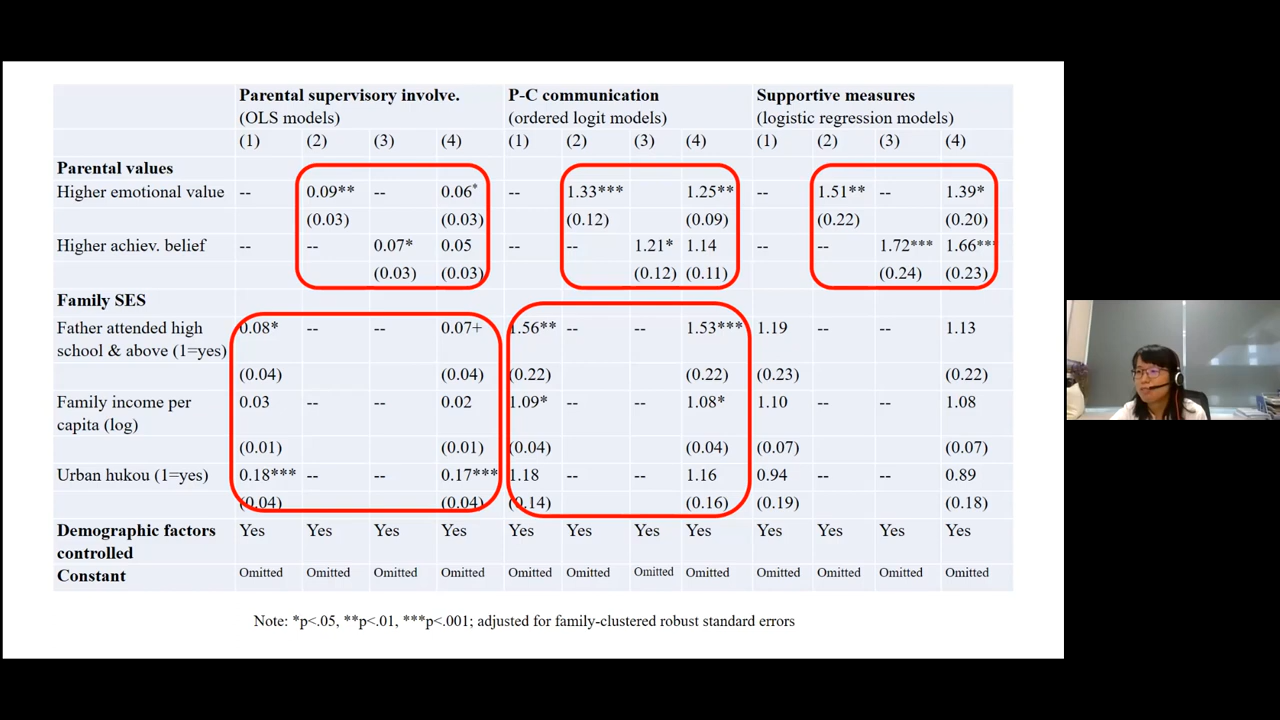 Parental supervisory involve. P-C communication Supportive measures
(OLS models) (ordered logit models) (logistic regression models)
(1) (2) (3) (4) (1) (2) (3) (4) (1) (2) (3) (4)
Parental values
Higher emotional value -- 0.09** -- 0.06* -- 1.33*** 1.25** -- 1.51** -- 1.39*
(0.03) (0.03) (0.12) (0.09) (0.22) (0.20)
Higher achiev. belief -- -- 0.07* 0.05 -- -- 1.21* 1.14 -- -- 1.72*** 1.66***
(0.03) (0.03) (0.12) (0.11) (0.24) (0.23)
Family SES
Father attended high 0.08* -- -- 0.07+ 1.56** -- -- 1.53*** 1.19 -- -- 1.13
school & above (1=yes)
(0.04) (0.04) (0.22) (0.22) (0.23) (0.22)
Family income per 0.03 -- -- 0.02 1.09* -- -- 1.08* 1.10 -- -- 1.08
capita (log)
(0.01) (0.01) (0.04) (0.04) (0.07) (0.07)
Urban hukou (1=yes) 0.18*** -- -- 0.17*** 1.18 -- -- 1.16 0.94 -- -- 0.89
(0.04) (0.04) (0.14) (0.16) (0.19) (0.18)
Demographic factors Yes Yes Yes Yes Yes Yes Yes Yes Yes Yes Yes Yes
controlled
Constant Omitted Omitted Omitted Omitted Omitted Omitted Omitted Omitted Omitted Omitted Omitted Omitted
Note: *p<.05, **p<.01, ***p<.001; adjusted for family-clustered robust standard errors